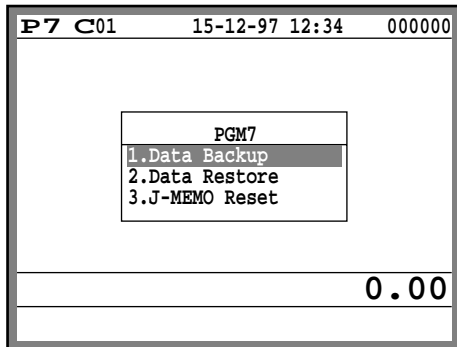 P7 C01 15-12-97 12:34 000000
PGM7
1.Data Backup
2.Data Restore
3.J-MEMO Reset
0.00